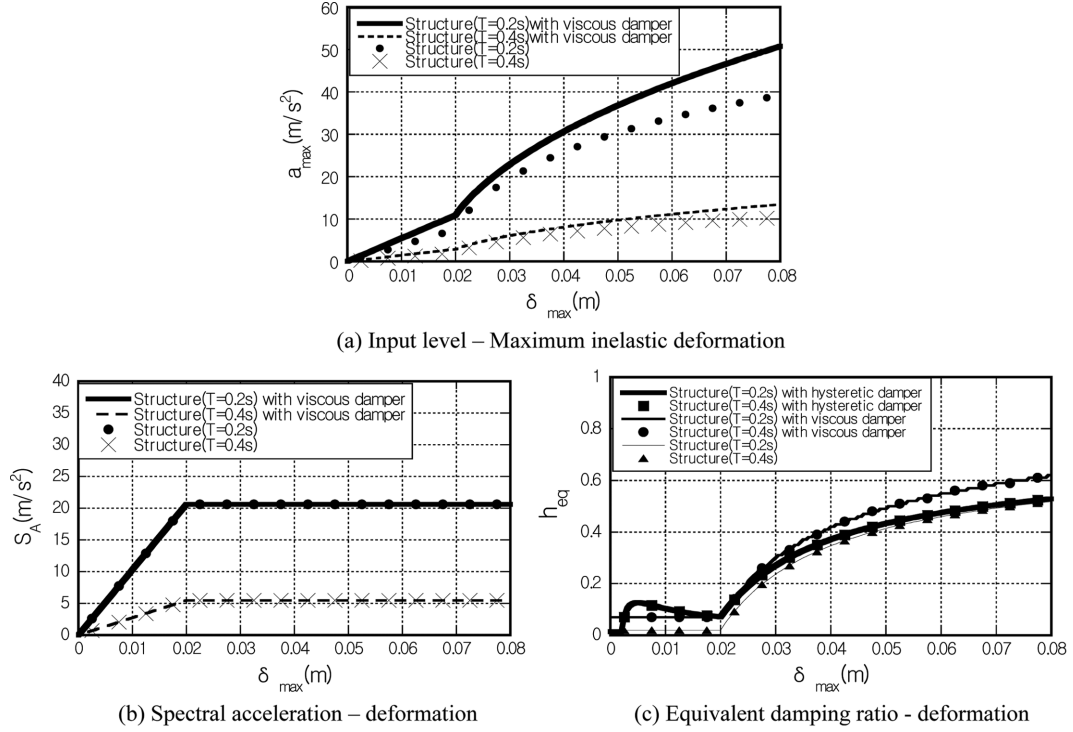 60
50
40
30
20
10
0
a max (m/s²)
Structure(T=0.2s)with viscous damper
Structure(T=0.4s)with viscous damper
Structure(T=0.2s)
Structure(T=0.4s)
0 0.01 0.02 0.03 0.04 0.05 0.06 0.07 0.08
δ max (m)
(a) Input level – Maximum inelastic deformation
40
35
30
25
20
15
10
5
0
S A (m/s²)
Structure(T=0.2s) with viscous damper
Structure(T=0.4s) with viscous damper
Structure(T=0.2s)
Structure(T=0.4s)
0 0.01 0.02 0.03 0.04 0.05 0.06 0.07 0.08
δ max (m)
(b) Spectral acceleration – deformation
1
0.8
0.6
0.4
0.2
0
h eq
Structure(T=0.2s) with hysteretic damper
Structure(T=0.4s) with hysteretic damper
Structure(T=0.2s) with viscous damper
Structure(T=0.4s) with viscous damper
Structure(T=0.2s)
Structure(T=0.4s)
0 0.01 0.02 0.03 0.04 0.05 0.06 0.07 0.08
δ max (m)
(c) Equivalent damping ratio - deformation